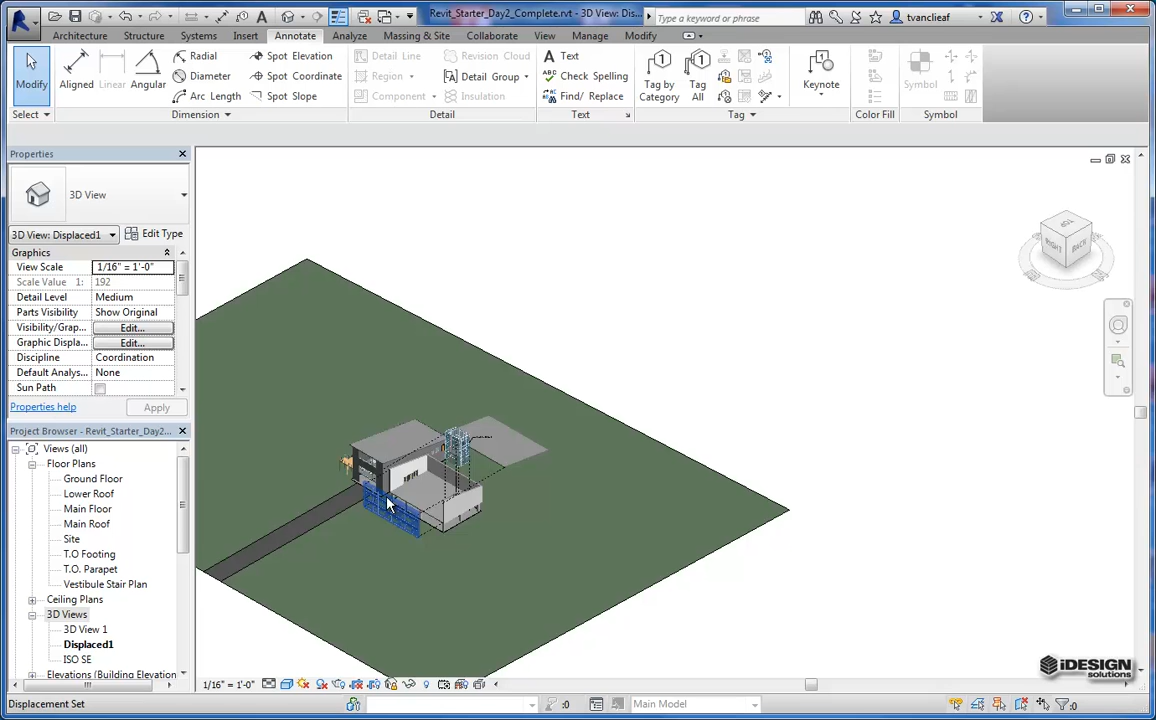 Revit_Starter_Day2_Complete.rvt - 3D View: Dis...
Type a keyword or phrase
tvanclieaf
Architecture Structure Systems Insert Annotate Analyze Massing & Site Collaborate View Manage Modify
Modify Aligned Linear Angular
Radial
Diameter
Arc Length
Spot Elevation
Spot Coordinate
Spot Slope
Detail Line
Region
Component
Revision Cloud
Detail Group
Insulation
ABC
Text
Check Spelling
Find/ Replace
Tag by Category
Tag All
Keynote
Symbol
Select Dimension Detail Text Tag Color Fill Symbol
Properties
3D View
3D View: Displaced1 Edit Type
Graphics
View Scale 1/16" = 1'-0"
Scale Value 1: 192
Detail Level Medium
Parts Visibility Show Original
Visibility/Grap... Edit...
Graphic Displa... Edit...
Discipline Coordination
Default Analys... None
Sun Path
Properties help Apply
Project Browser - Revit_Starter_Day2...
Views (all)
Floor Plans
Ground Floor
Lower Roof
Main Floor
Main Roof
Site
T.O Footing
T.O. Parapet
Vestibule Stair Plan
Ceiling Plans
3D Views
3D View 1
Displaced1
ISO SE
Elevations (Building Elevation
TOP
RIGHT BACK
iDESIGN
solutions
1/16" = 1'-0"
Displacement Set
:0
Main Model
:0